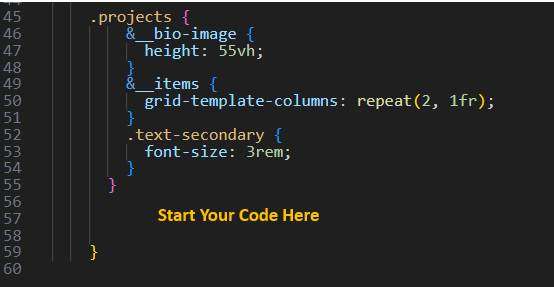 45 .projects {
46 &__bio-image {
47 height: 55vh;
48 }
49 &__items {
50 grid-template-columns: repeat(2, 1fr);
51 }
52 .text-secondary {
53 font-size: 3rem;
54 }
55 }
56
57 Start Your Code Here
58
59 }
60